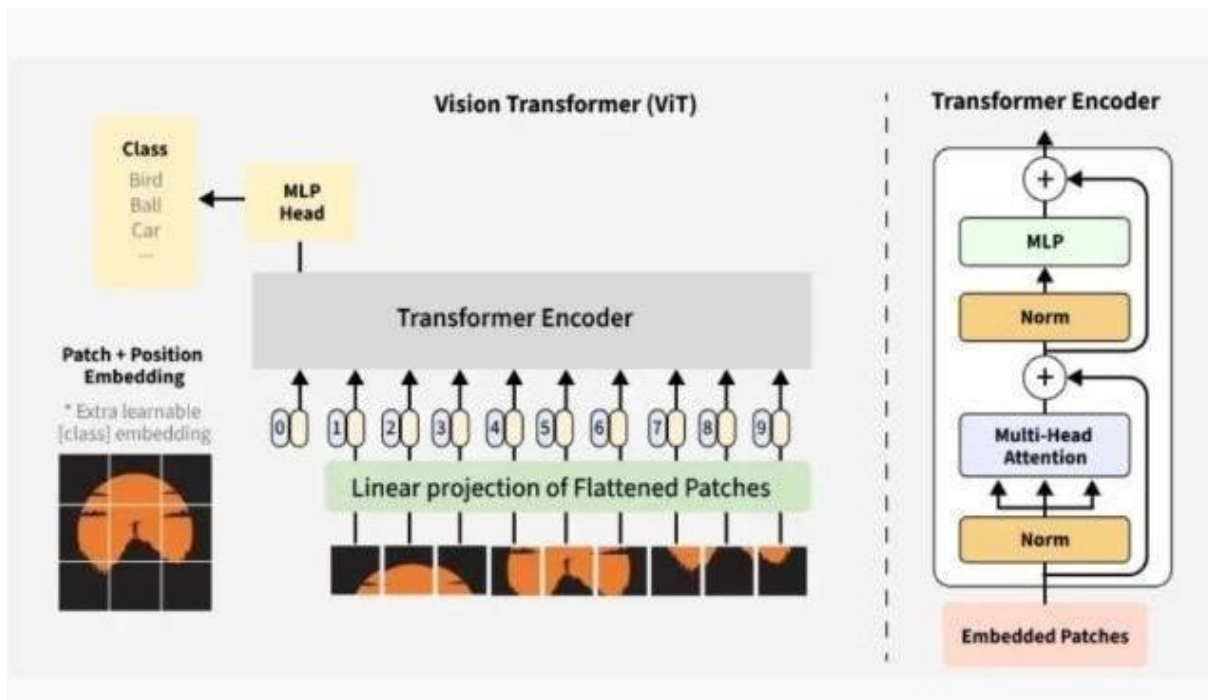 Vision Transformer (ViT)
Class
Bird
Ball
Car
...
MLP
Head
Transformer Encoder
Patch + Position
Embedding
* Extra learnable
[class] embedding
0 1 2 3 4 5 6 7 8 9
Linear projection of Flattened Patches
Transformer Encoder
+
MLP
Norm
+
Multi-Head
Attention
Norm
Embedded Patches